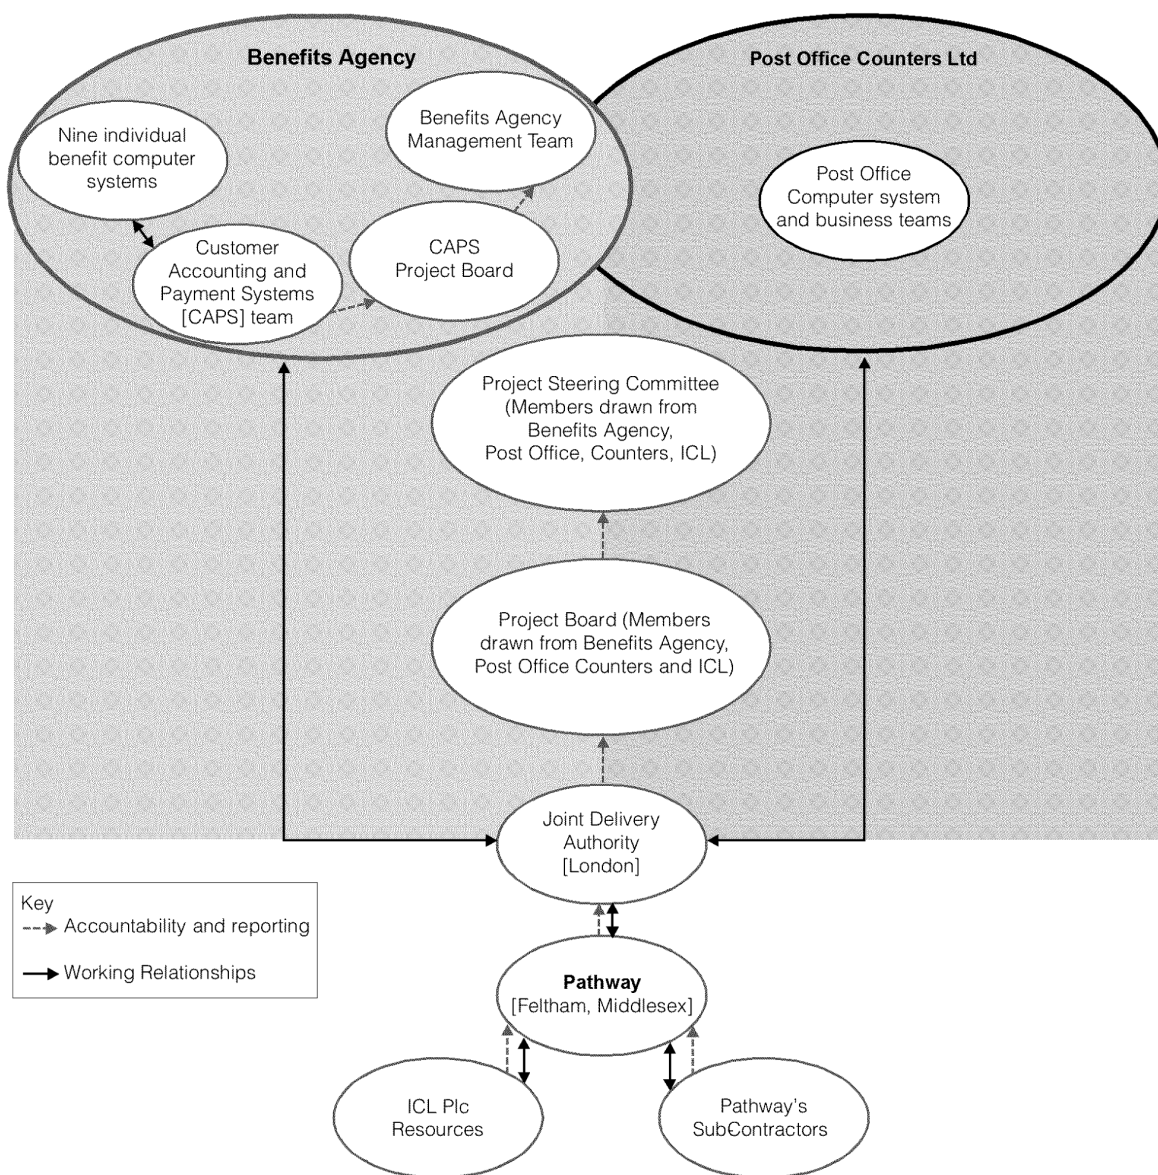 Benefits Agency
Post Office Counters Ltd
Nine individual
benefit computer
systems
Benefits Agency
Management Team
Post Office
Computer system
and business teams
Customer
Accounting and
Payment Systems
[CAPS] team
CAPS
Project Board
Project Steering Committee
(Members drawn from
Benefits Agency,
Post Office, Counters, ICL)
Project Board (Members
drawn from Benefits Agency,
Post Office Counters and ICL)
Joint Delivery
Authority
[London]
Key
Accountability and reporting
Working Relationships
Pathway
[Feltham, Middlesex]
ICL Plc
Resources
Pathway's
Sub-Contractors